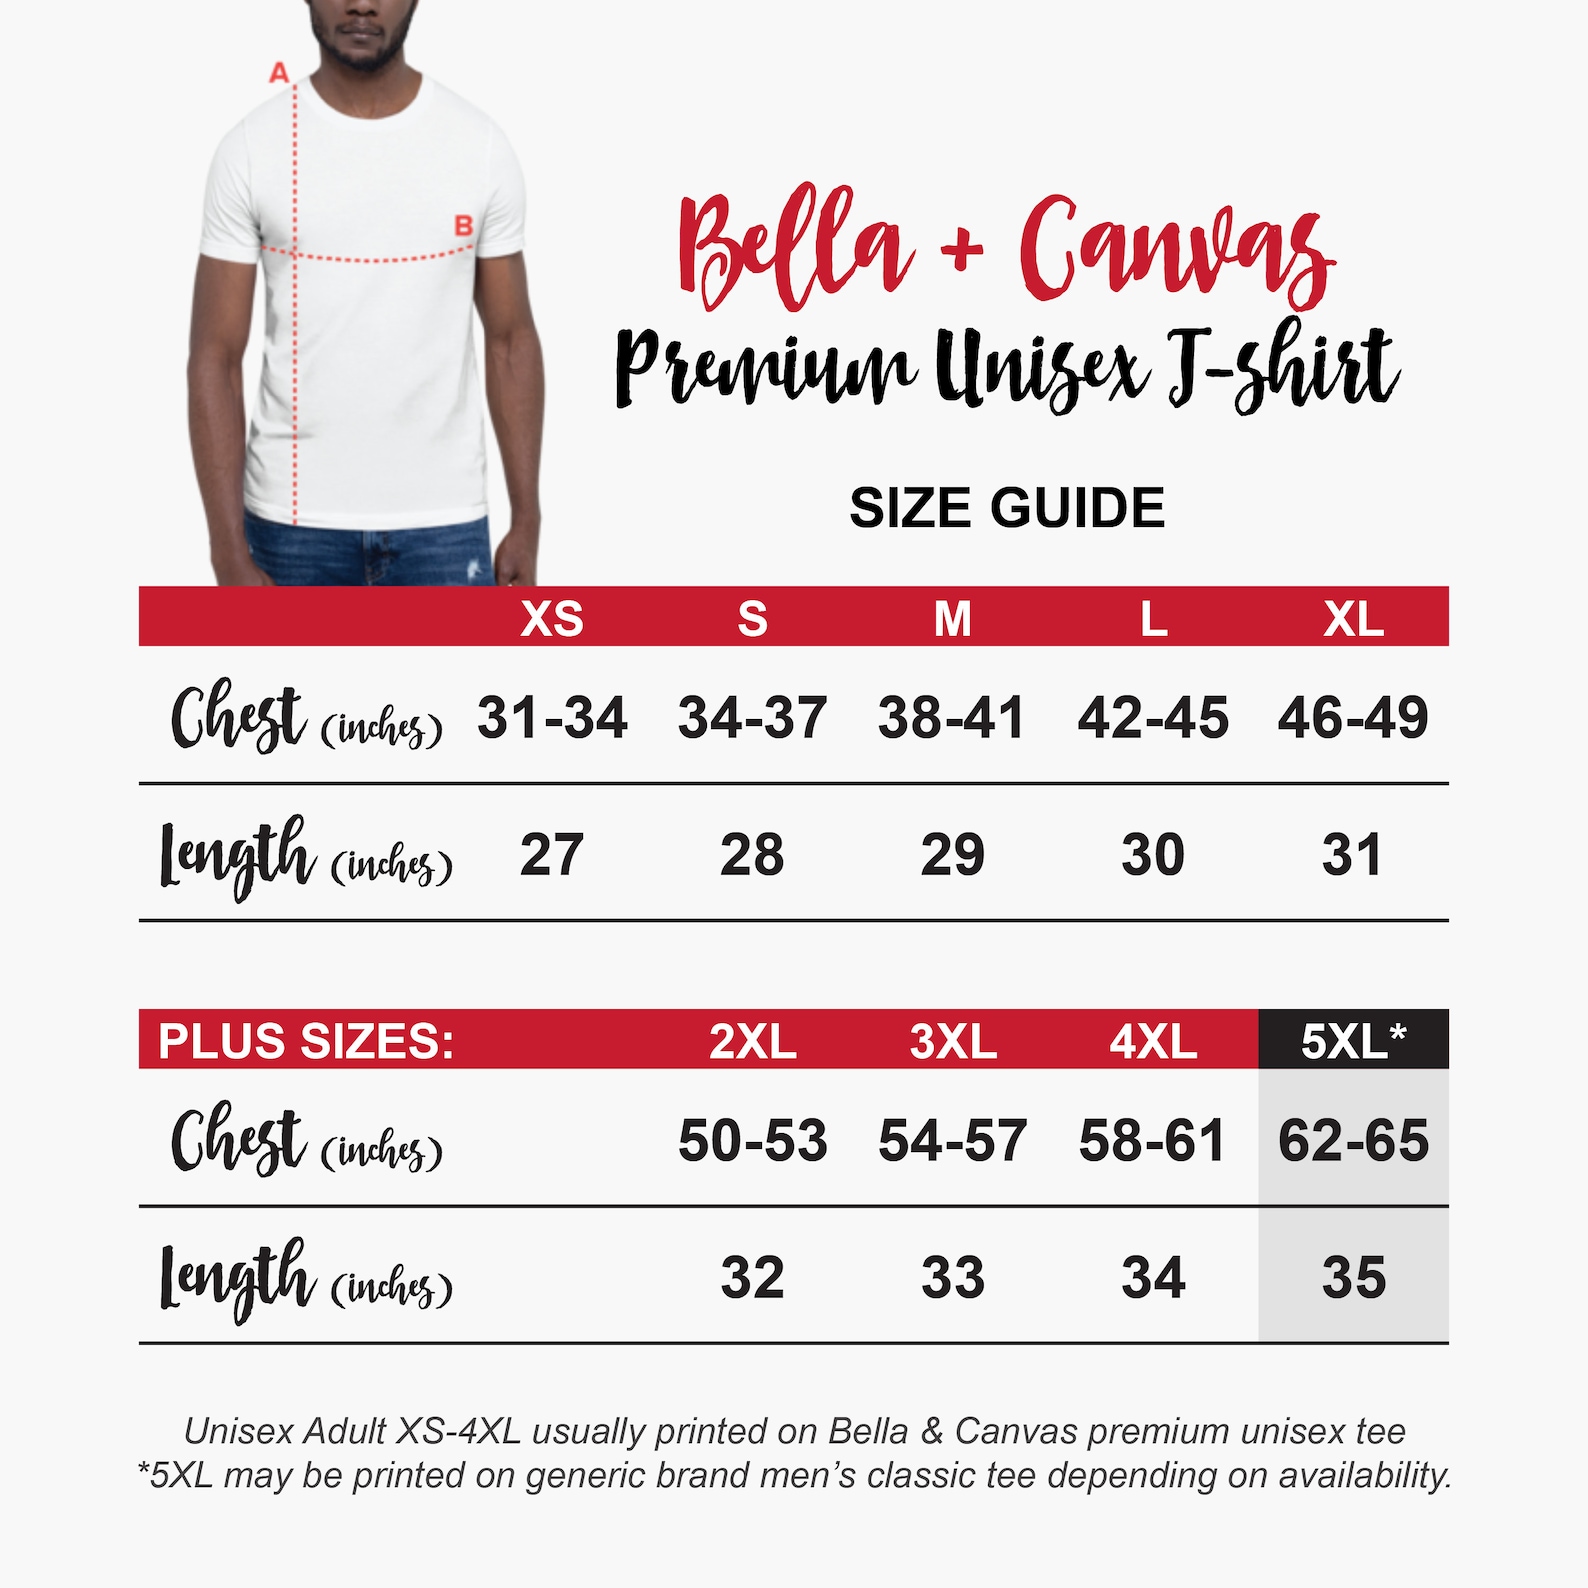 A
B
Bella + Canvas
Premium Unisex T-shirt
SIZE GUIDE
XS S M L XL
Chest (inches) 31-34 34-37 38-41 42-45 46-49
Length (inches) 27 28 29 30 31
PLUS SIZES: 2XL 3XL 4XL 5XL*
Chest (inches) 50-53 54-57 58-61 62-65
Length (inches) 32 33 34 35
Unisex Adult XS-4XL usually printed on Bella & Canvas premium unisex tee
*5XL may be printed on generic brand men’s classic tee depending on availability.